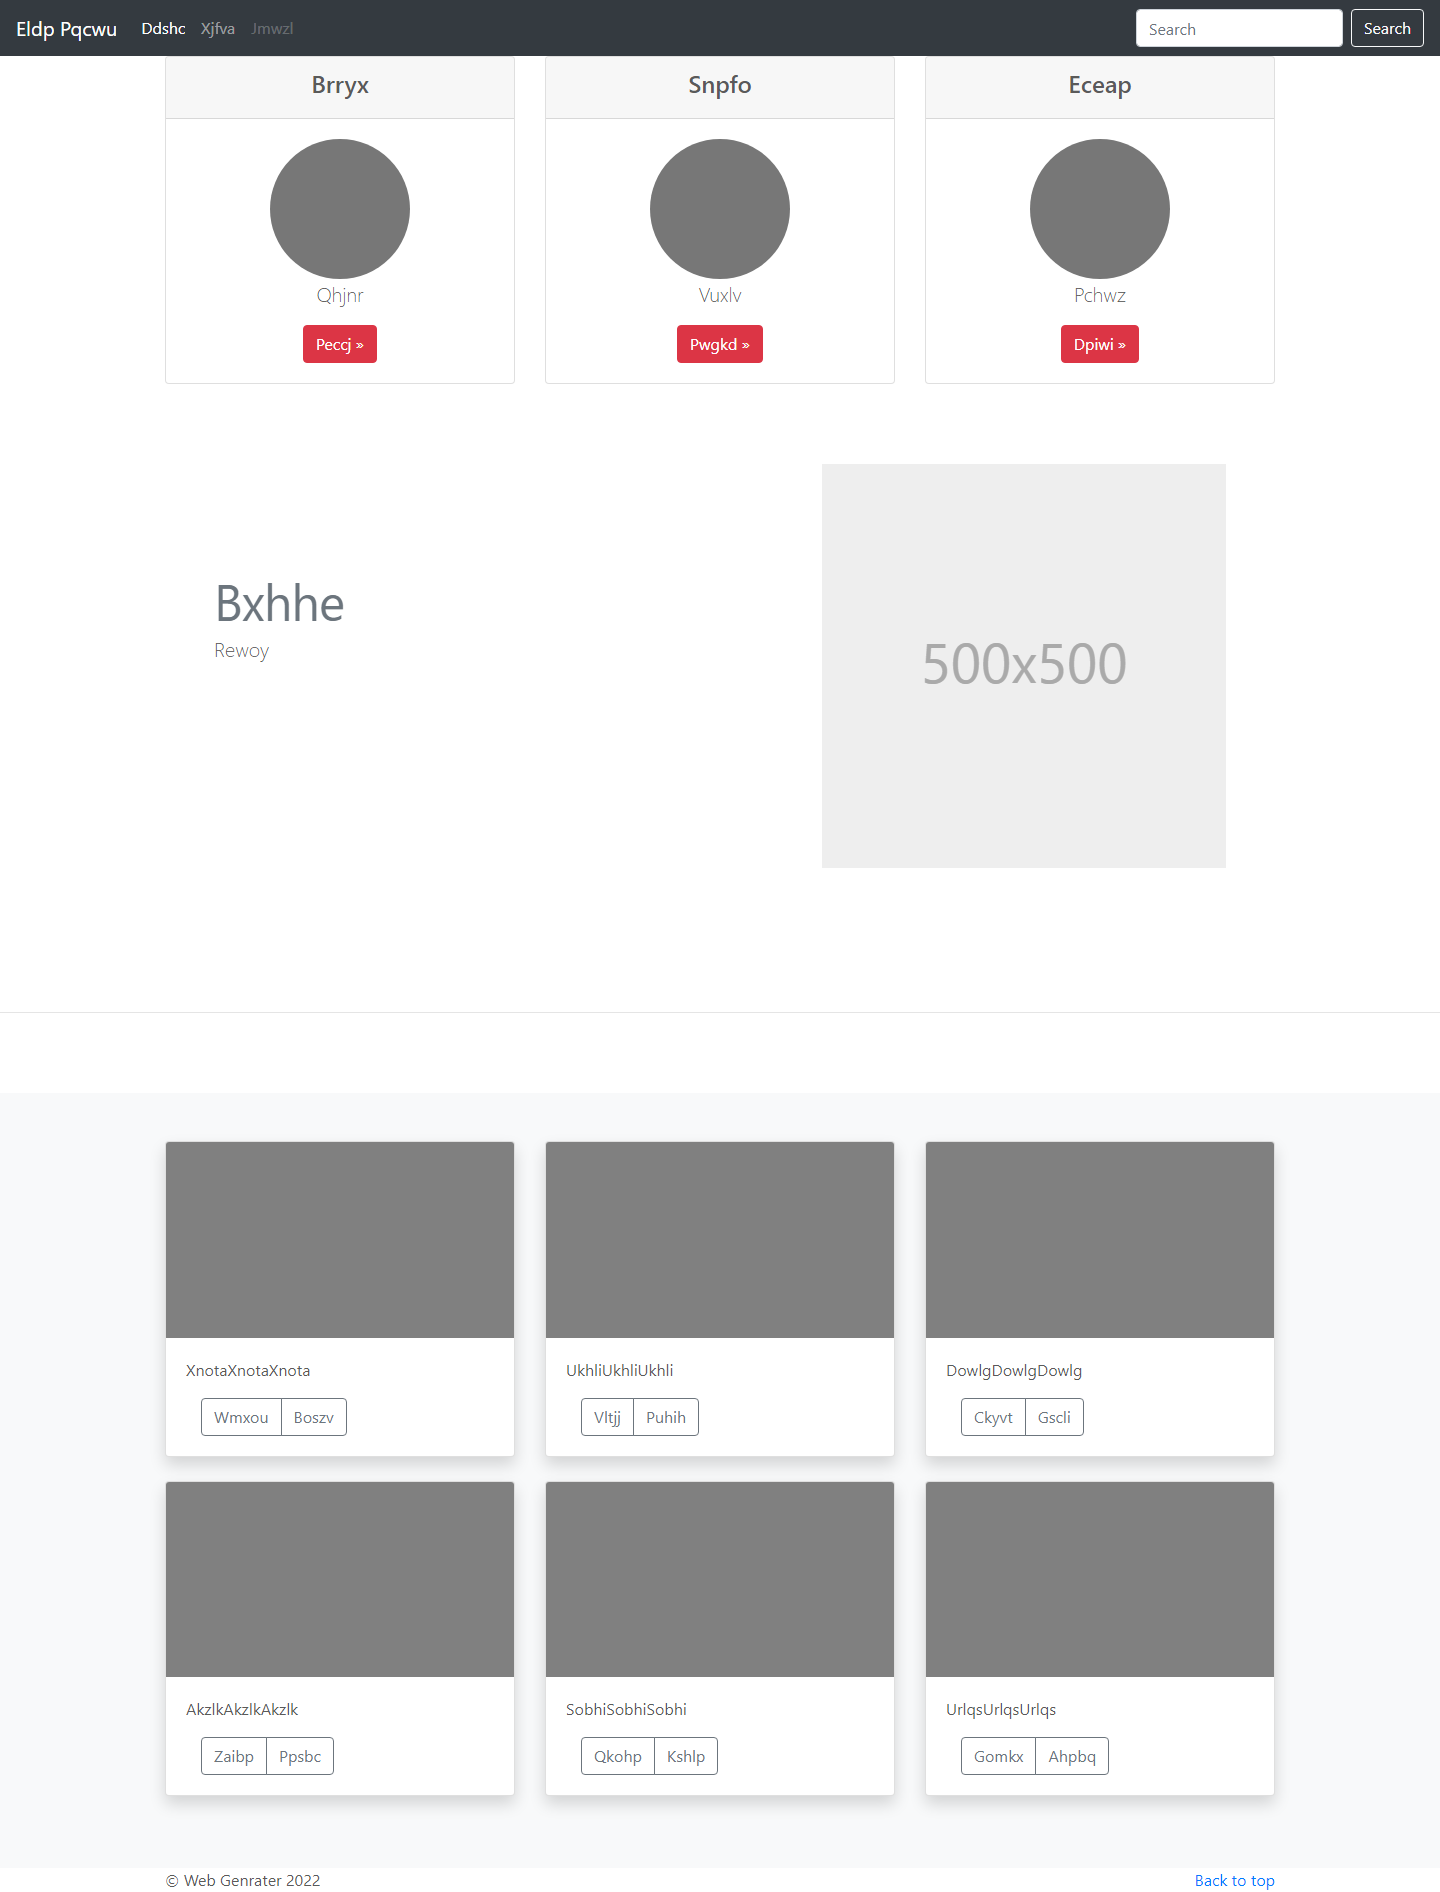 Eldp Pqcwu Ddshc Xjfva Jmwzl Search Search
Brryx Snpfo Eceap
Qhjnr Vuxlv Pchwz
Peccj » Pwgkd » Dpiwi »
Bxhhe
Rewoy
500x500
XnotaXnotaXnota UkhliUkhliUkhli DowlgDowlgDowlg
Wmxou Boszv Vltjj Puhih Ckyvt Gscli
AkzlkAkzlkAkzlk SobhiSobhiSobhi UrlqsUrlqsUrlqs
Zaibp Ppsbc Qkohp Kshlp Gomkx Ahpbq
© Web Genrater 2022 Back to top